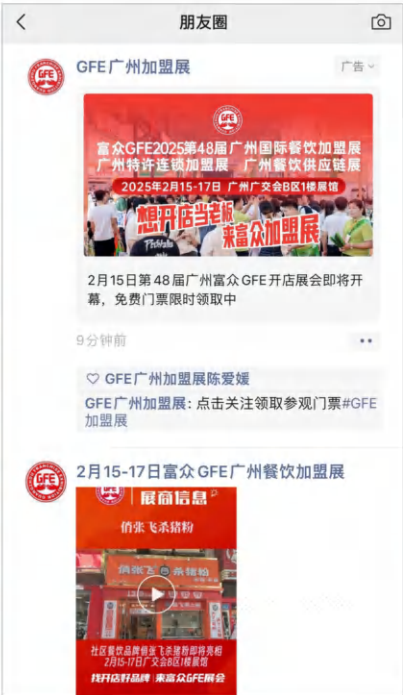 朋友圈
GFE广州加盟展
广告
GFE
富众GFE2025第48届广州国际餐饮加盟展
广州特许连锁加盟展 广州餐饮供应链展
2025年2月15-17日 广州广交会B区1楼展馆
想开店当老板
来富众加盟展
2月15日第48届广州富众GFE开店展会即将开
幕，免费门票限时领取中
9分钟前
GFE广州加盟展陈爱媛
GFE广州加盟展: 点击关注领取参观门票#GFE
加盟展
GFE
2月15-17日富众GFE广州餐饮加盟展
展商信息
俏张飞杀猪粉
俏张飞 杀猪粉
社区餐饮品牌俏张飞杀猪粉即将亮相
2月15-17日广交会B区1楼展馆
找开店好品牌 来富众GFE展会